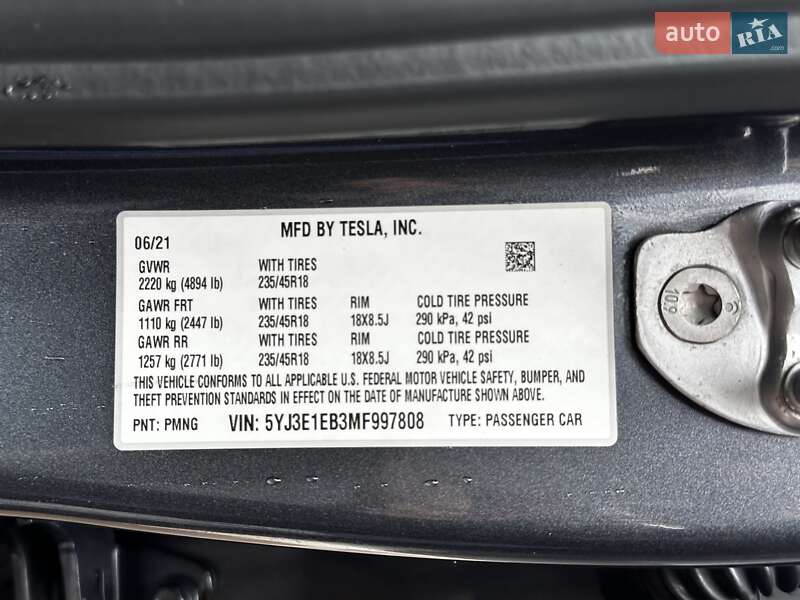 auto RIA
MFD BY TESLA, INC.
06/21
GVWR WITH TIRES
2220 kg (4894 lb) 235/45R18
GAWR FRT WITH TIRES RIM COLD TIRE PRESSURE
1110 kg (2447 lb) 235/45R18 18X8.5J 290 kPa, 42 psi
GAWR RR WITH TIRES RIM COLD TIRE PRESSURE
1257 kg (2771 lb) 235/45R18 18X8.5J 290 kPa, 42 psi
THIS VEHICLE CONFORMS TO ALL APPLICABLE U.S. FEDERAL MOTOR VEHICLE SAFETY, BUMPER, AND
THEFT PREVENTION STANDARDS IN EFFECT ON THE DATE OF MANUFACTURE SHOWN ABOVE.
PNT: PMNG VIN: 5YJ3E1EB3MF997808 TYPE: PASSENGER CAR
10.9